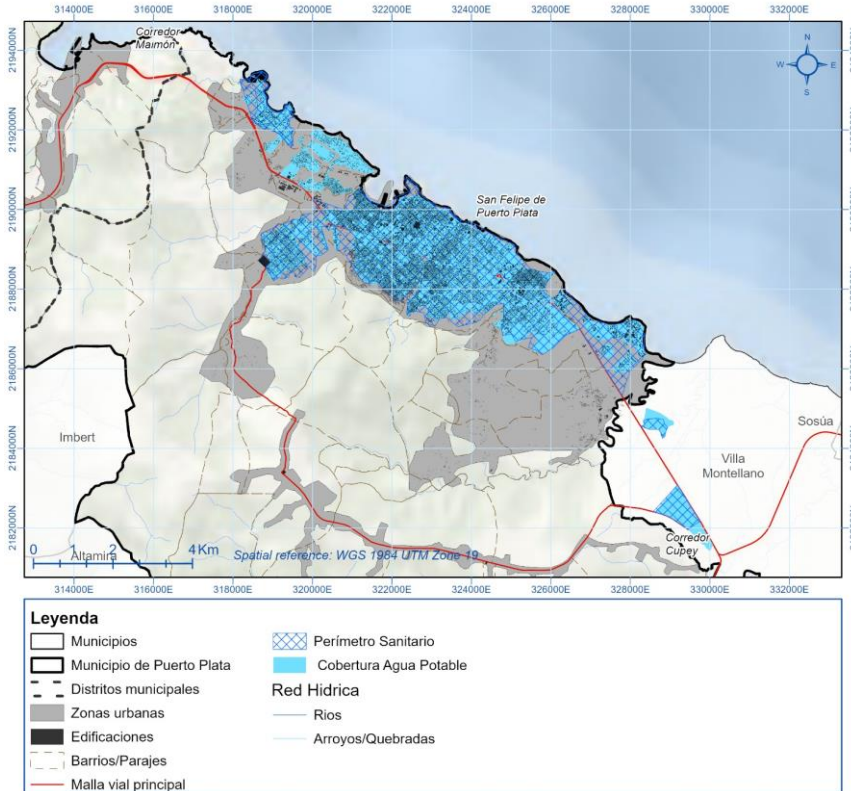 314000E 316000E 318000E 320000E 322000E 324000E 326000E 328000E 330000E 332000E
2194000N
2192000N
2190000N
2188000N
2186000N
2184000N
2182000N
Corredor
Maimón
N
W E
S
San Felipe de
Puerto Plata
Imbert
Sosúa
Villa
Montellano
Corredor
Cupey
Altamira
0 1 2 4 Km
Spatial reference: WGS 1984 UTM Zone 19
314000E 316000E 318000E 320000E 322000E 324000E 326000E 328000E 330000E 332000E
Leyenda
Municipios
Municipio de Puerto Plata
Distritos municipales
Zonas urbanas
Edificaciones
Barrios/Parajes
Malla vial principal
Perímetro Sanitario
Cobertura Agua Potable
Red Hidrica
Rios
Arroyos/Quebradas